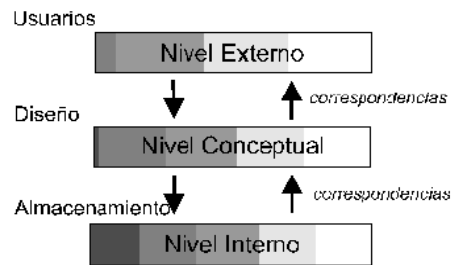 Usuarios
Nivel Externo
correspondencias
Diseño
Nivel Conceptual
correspondencias
Almacenamiento
Nivel Interno